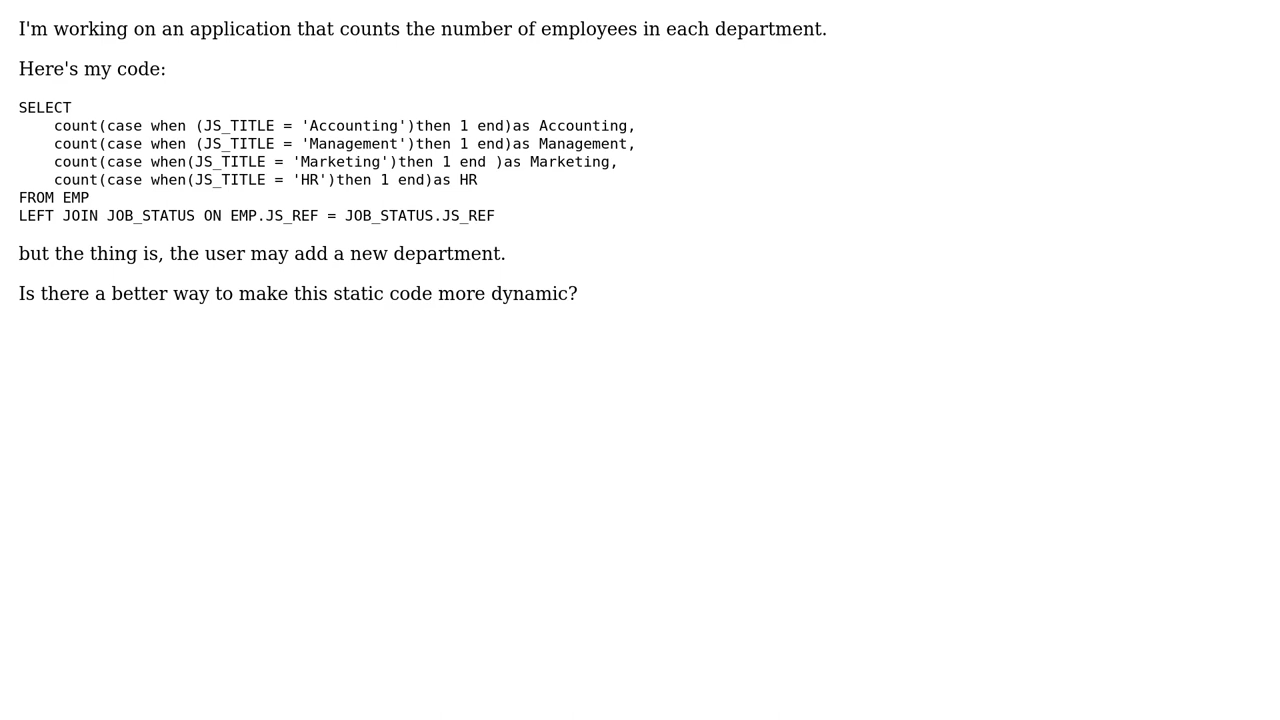 I'm working on an application that counts the number of employees in each department.
Here's my code:
SELECT
    count(case when (JS_TITLE = 'Accounting')then 1 end)as Accounting,
    count(case when (JS_TITLE = 'Management')then 1 end)as Management,
    count(case when(JS_TITLE = 'Marketing')then 1 end )as Marketing,
    count(case when(JS_TITLE = 'HR')then 1 end)as HR
FROM EMP
LEFT JOIN JOB_STATUS ON EMP.JS_REF = JOB_STATUS.JS_REF
but the thing is, the user may add a new department.
Is there a better way to make this static code more dynamic?